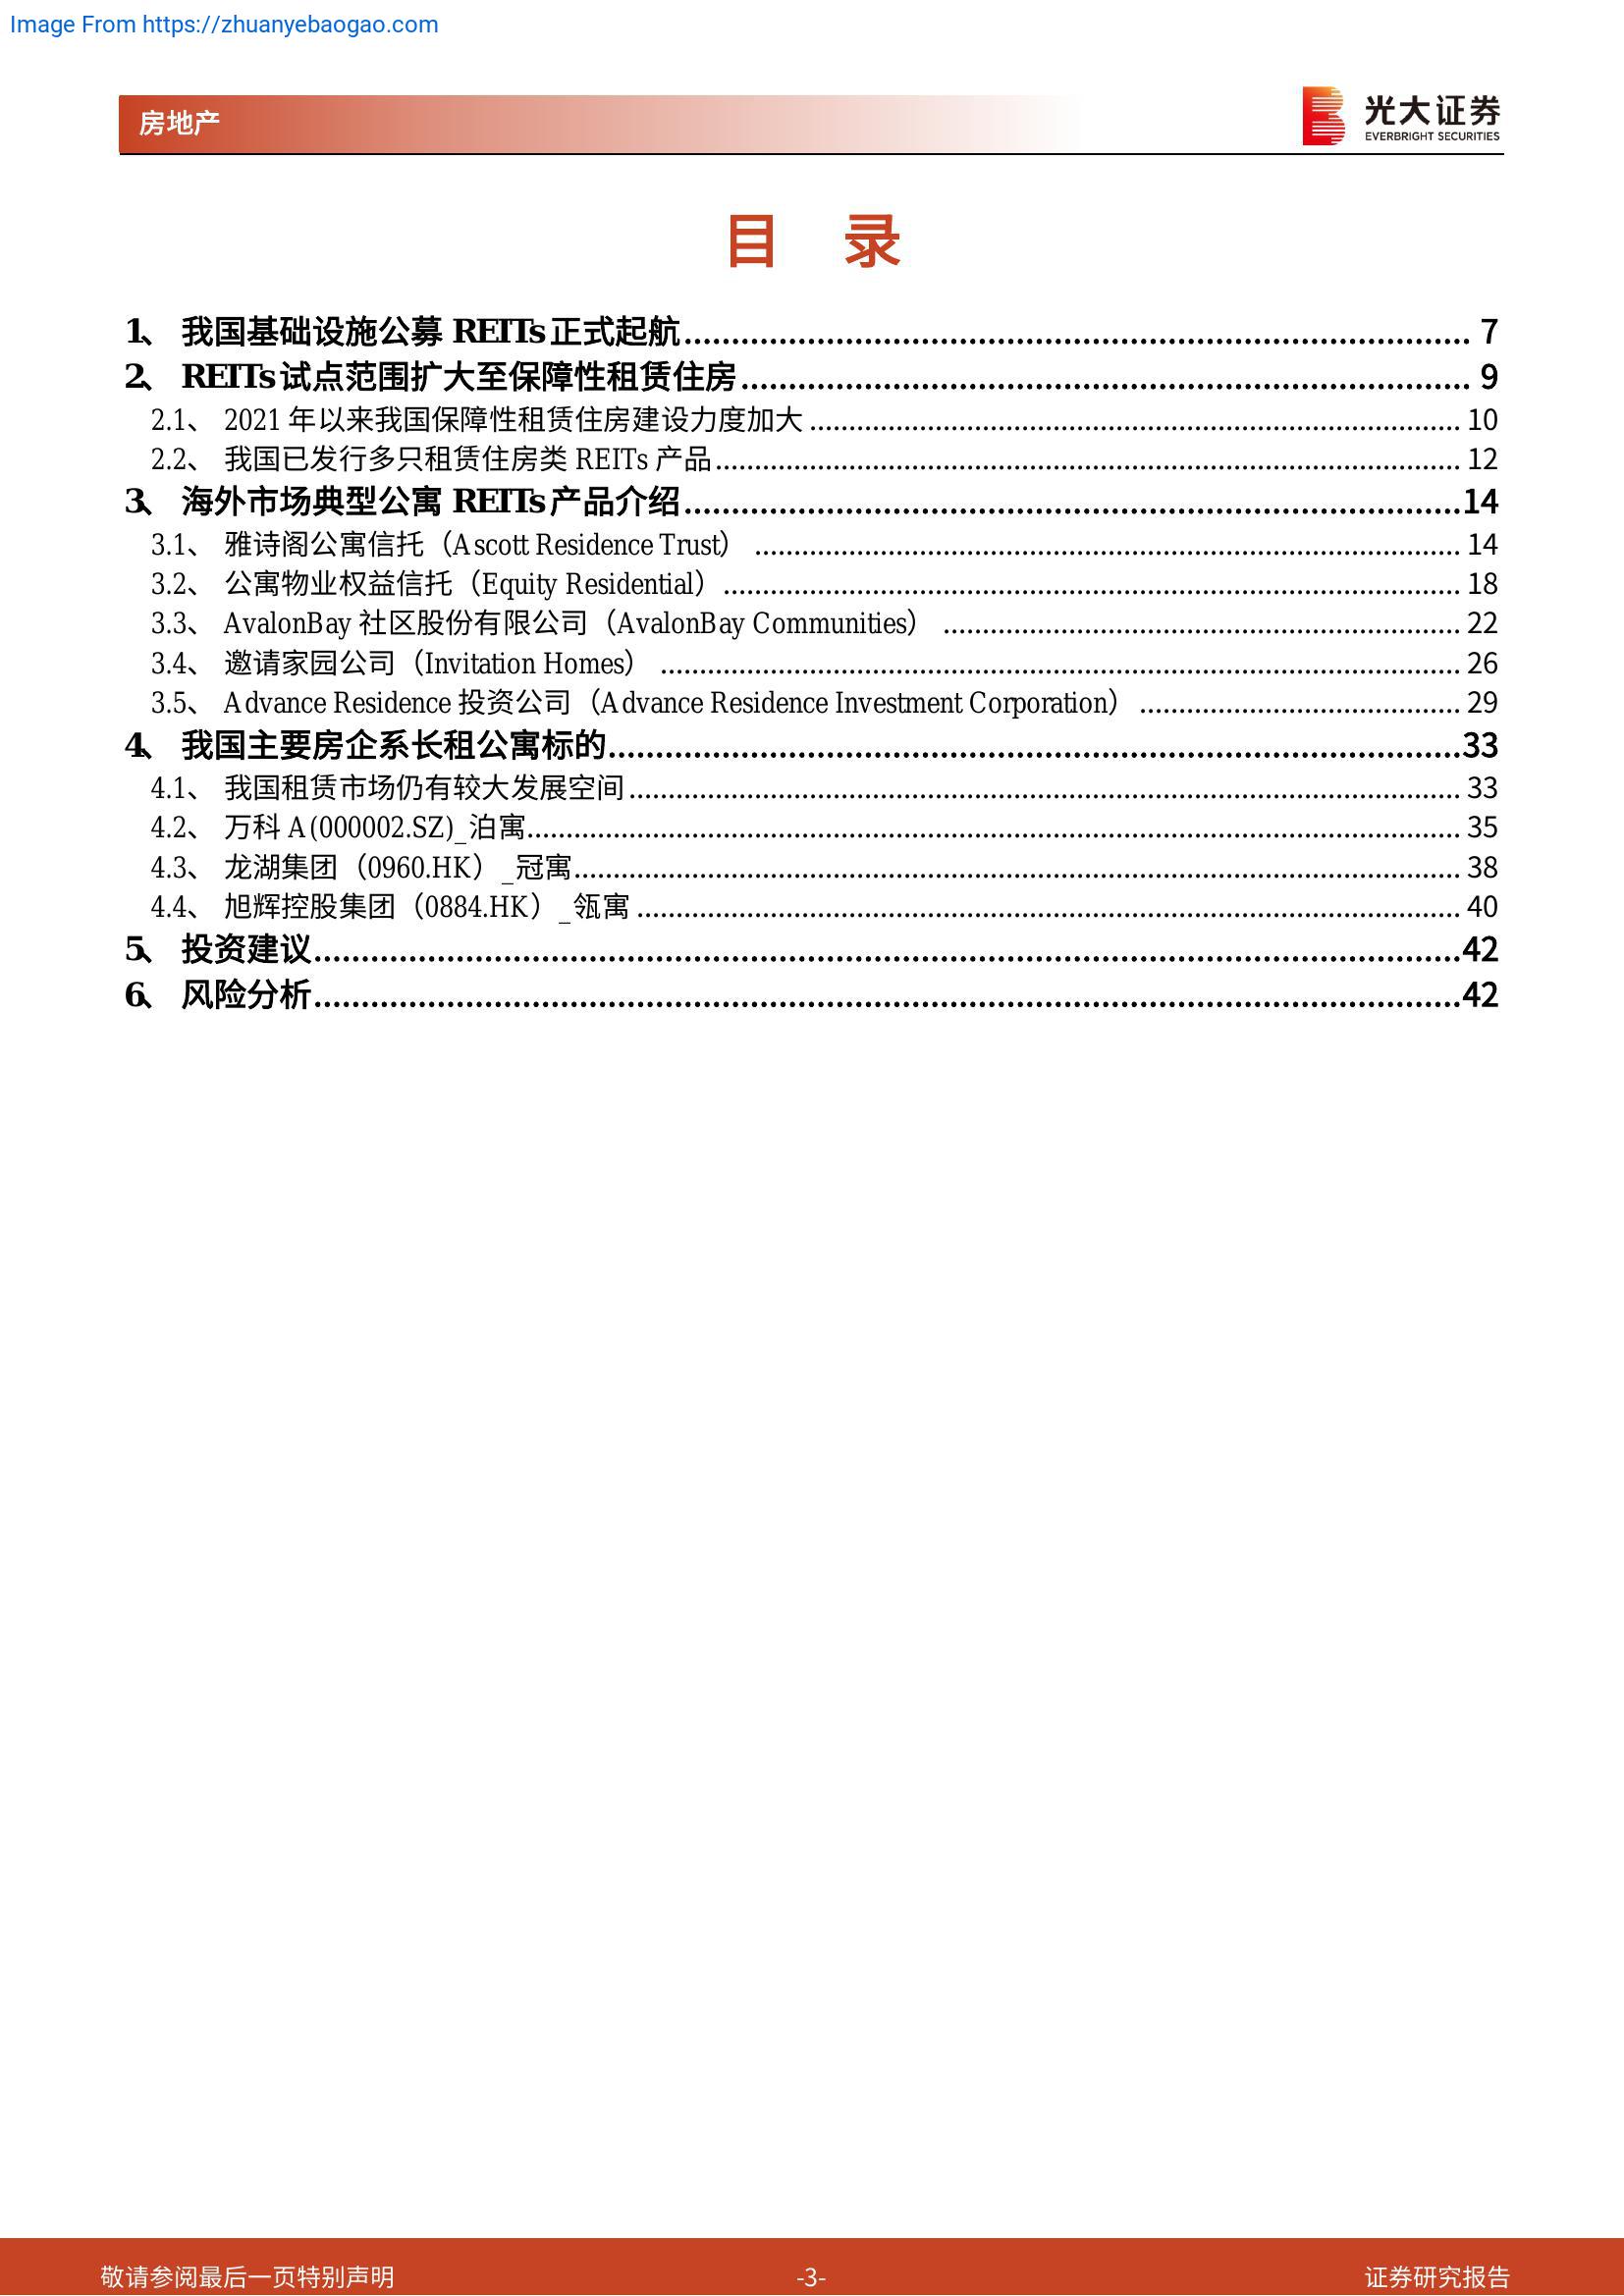 Image From https://zhuanyebaogao.com
房地产
光大证券
EVERBRIGHT SECURITIES
目 录
1、 我国基础设施公募 REITs 正式起航 ........ 7
2、 REITs 试点范围扩大至保障性租赁住房 ........ 9
2.1、 2021 年以来我国保障性租赁住房建设力度加大 ........ 10
2.2、 我国已发行多只租赁住房类 REITs 产品 ........ 12
3、 海外市场典型公寓 REITs 产品介绍 ........ 14
3.1、 雅诗阁公寓信托（Ascott Residence Trust） ........ 14
3.2、 公寓物业权益信托（Equity Residential） ........ 18
3.3、 AvalonBay 社区股份有限公司（AvalonBay Communities） ........ 22
3.4、 邀请家园公司（Invitation Homes） ........ 26
3.5、 Advance Residence 投资公司（Advance Residence Investment Corporation） ........ 29
4、 我国主要房企系长租公寓标的 ........ 33
4.1、 我国租赁市场仍有较大发展空间 ........ 33
4.2、 万科 A(000002.SZ)_泊寓 ........ 35
4.3、 龙湖集团（0960.HK）_冠寓 ........ 38
4.4、 旭辉控股集团（0884.HK）_瓴寓 ........ 40
5、 投资建议 ........ 42
6、 风险分析 ........ 42
敬请参阅最后一页特别声明
-3-
证券研究报告